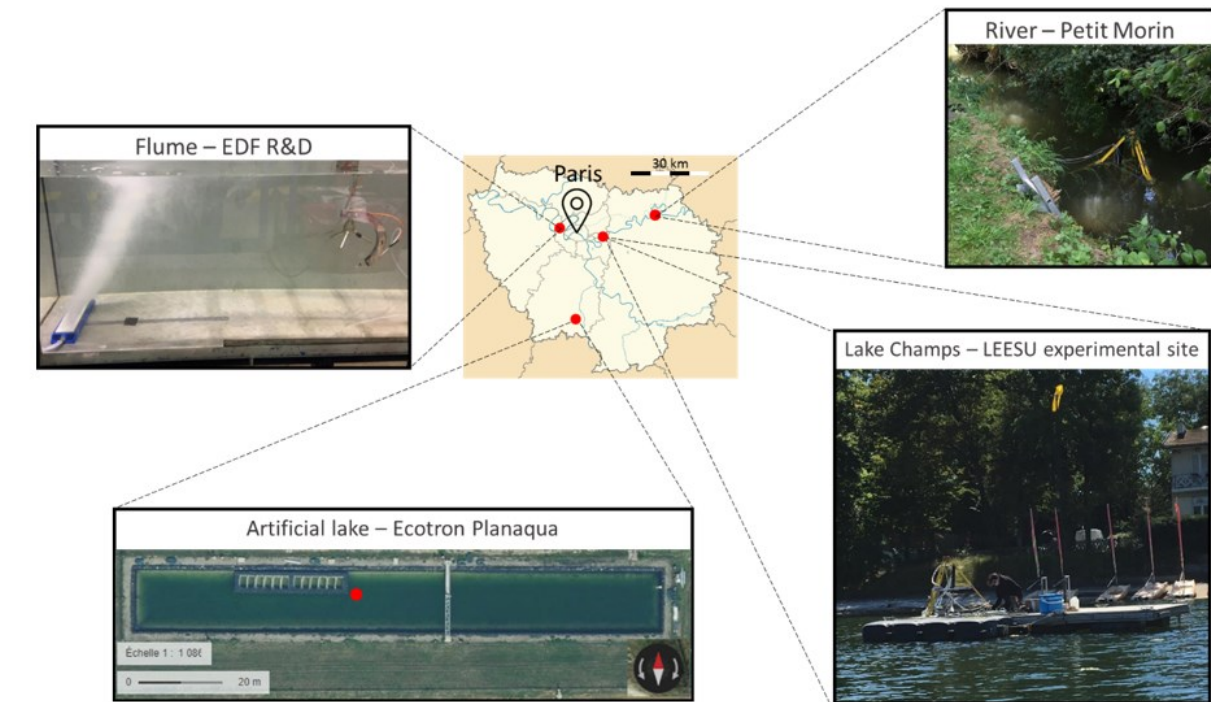 River – Petit Morin
Flume – EDF R&D
30 km
Paris
Lake Champs – LEESU experimental site
Artificial lake – Ecotron Planaqua
Échelle 1 : 1 086
0 20 m